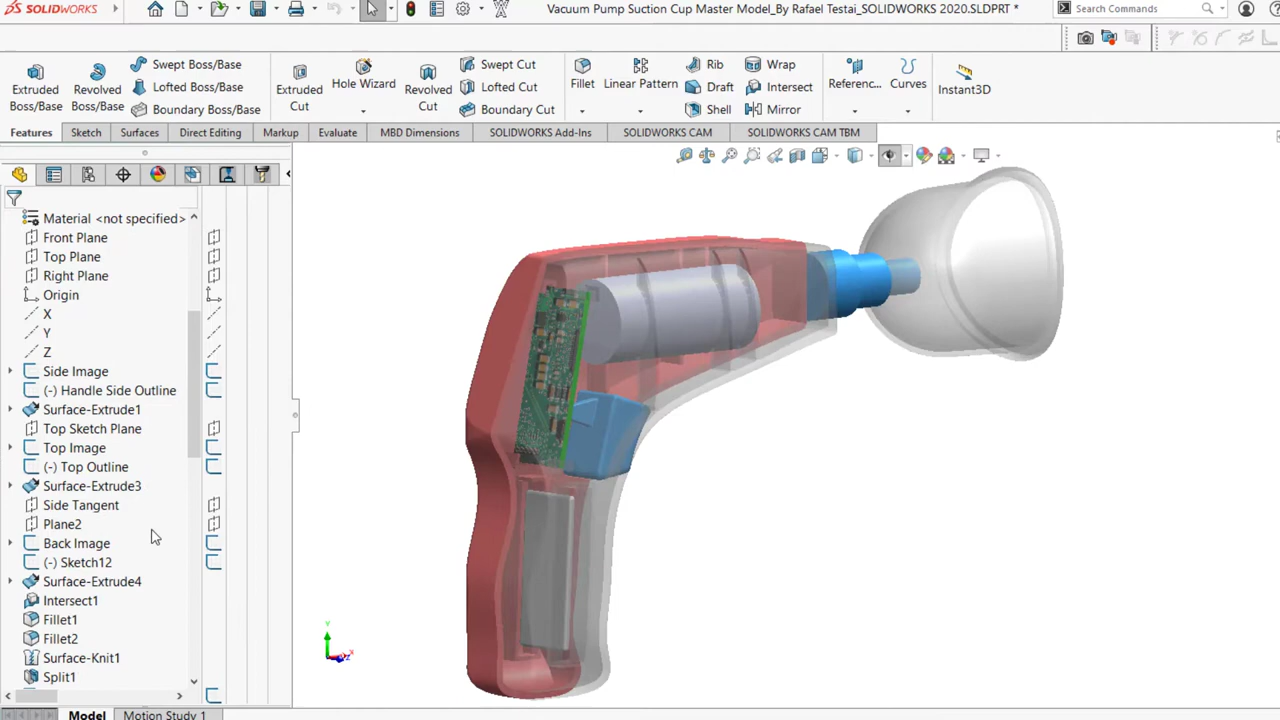 SOLIDWORKS
Vacuum Pump Suction Cup Master Model_By Rafael Testai_SOLIDWORKS 2020.SLDPRT *
Search Commands
Extruded Boss/Base
Revolved Boss/Base
Swept Boss/Base
Lofted Boss/Base
Boundary Boss/Base
Extruded Cut
Hole Wizard
Revolved Cut
Swept Cut
Lofted Cut
Boundary Cut
Fillet
Linear Pattern
Rib
Draft
Shell
Wrap
Intersect
Mirror
Referenc...
Curves
Instant3D
Features
Sketch
Surfaces
Direct Editing
Markup
Evaluate
MBD Dimensions
SOLIDWORKS Add-Ins
SOLIDWORKS CAM
SOLIDWORKS CAM TBM
Material <not specified>
Front Plane
Top Plane
Right Plane
Origin
X
Y
Z
Side Image
(-) Handle Side Outline
Surface-Extrude1
Top Sketch Plane
Top Image
(-) Top Outline
Surface-Extrude3
Side Tangent
Plane2
Back Image
(-) Sketch12
Surface-Extrude4
Intersect1
Fillet1
Fillet2
Surface-Knit1
Split1
Model
Motion Study 1